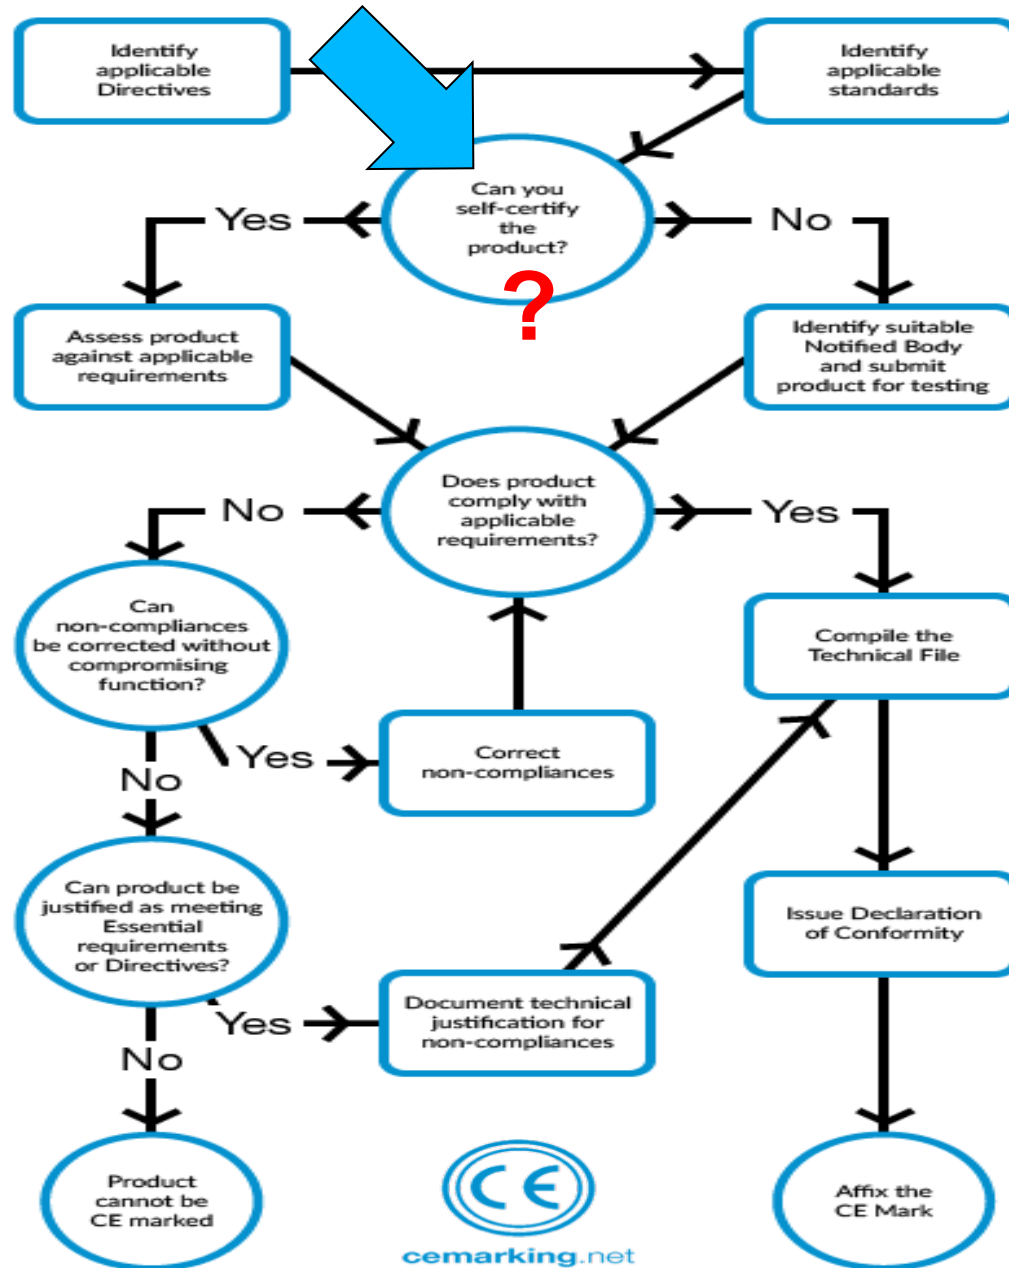 Identify
applicable
Directives
Identify
applicable
standards
Can you
self-certify
the
product?
?
Yes
No
Assess product
against applicable
requirements
Identify suitable
Notified Body
and submit
product for testing
Does product
comply with
applicable
requirements?
No
Yes
Can
non-compliances
be corrected without
compromising
function?
Compile the
Technical File
Yes
Correct
non-compliances
No
Can product be
justified as meeting
Essential
requirements
or Directives?
Issue Declaration
of Conformity
Yes
Document technical
justification for
non-compliances
No
Product
cannot be
CE marked
CE
cemarking.net
Affix the
CE Mark